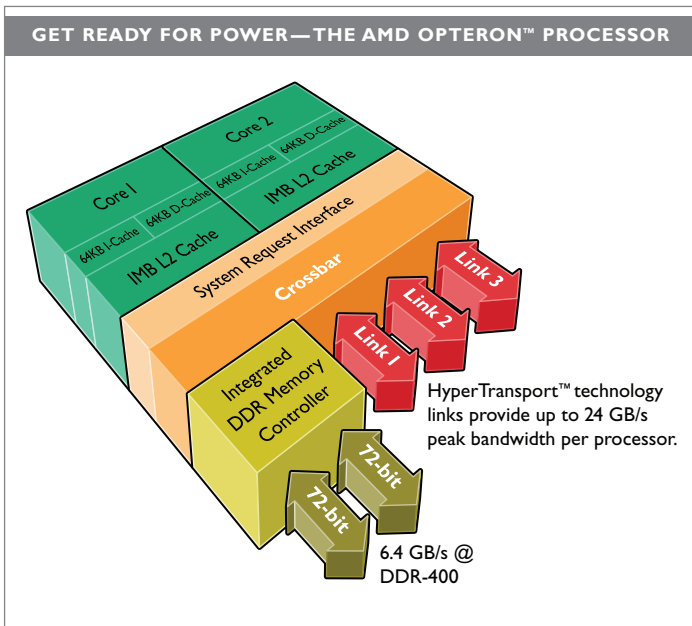 GET READY FOR POWER—THE AMD OPTERON™ PROCESSOR
Core 1
64KB I-Cache
64KB D-Cache
IMB L2 Cache
Core 2
64KB I-Cache
64KB D-Cache
IMB L2 Cache
System Request Interface
Crossbar
Link 1
Link 2
Link 3
HyperTransport™ technology
links provide up to 24 GB/s
peak bandwidth per processor.
Integrated
DDR Memory
Controller
72-bit
72-bit
6.4 GB/s @
DDR-400